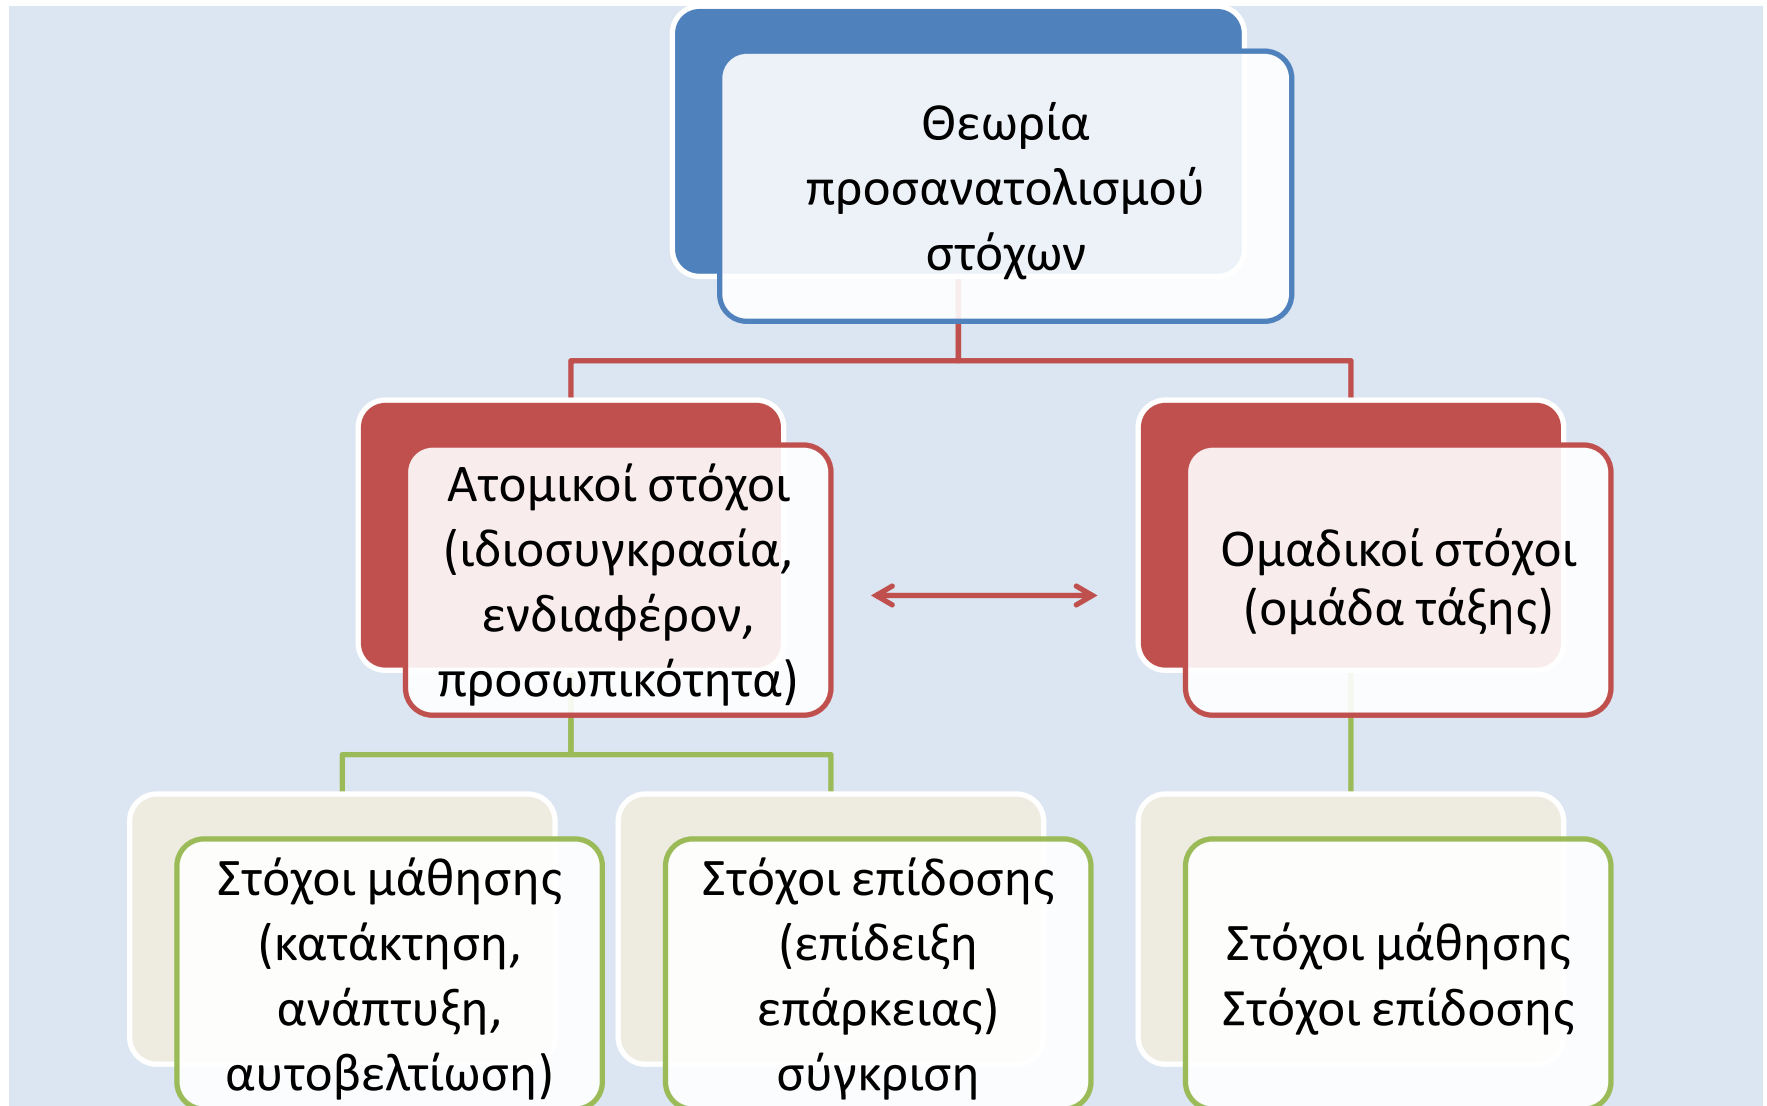 Θεωρία
προσανατολισμού
στόχων
Ατομικοί στόχοι
(ιδιοσυγκρασία,
ενδιαφέρον,
προσωπικότητα)
Ομαδικοί στόχοι
(ομάδα τάξης)
Στόχοι μάθησης
(κατάκτηση,
ανάπτυξη,
αυτοβελτίωση)
Στόχοι επίδοσης
(επίδειξη
επάρκειας)
σύγκριση
Στόχοι μάθησης
Στόχοι επίδοσης